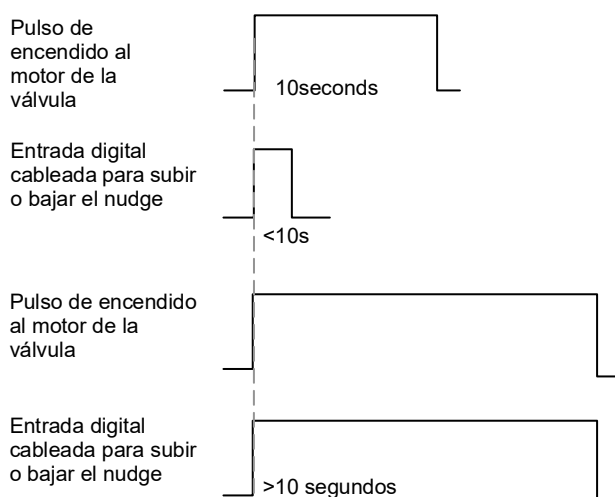 Pulso de
encendido al
motor de la
válvula
10seconds
Entrada digital
cableada para subir
o bajar el nudge
<10s
Pulso de encendido
al motor de la
válvula
Entrada digital
cableada para subir
o bajar el nudge
>10 segundos